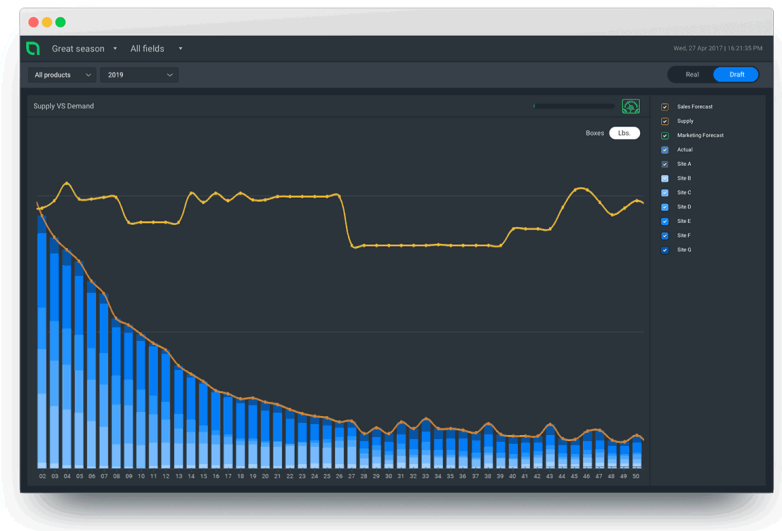 Great season
All fields
Wed, 27 Apr 2017 | 16:21:35 PM
All products
2019
Real
Draft
Supply VS Demand
Boxes
Lbs.
Sales Forecast
Supply
Marketing Forecast
Actual
Site A
Site B
Site C
Site D
Site E
Site F
Site G
02 03 04 05 06 07 08 09 10 11 12 13 14 15 16 17 18 19 20 21 22 23 24 25 26 27 28 29 30 31 32 33 34 35 36 37 38 39 40 41 42 43 44 45 46 47 48 49 50